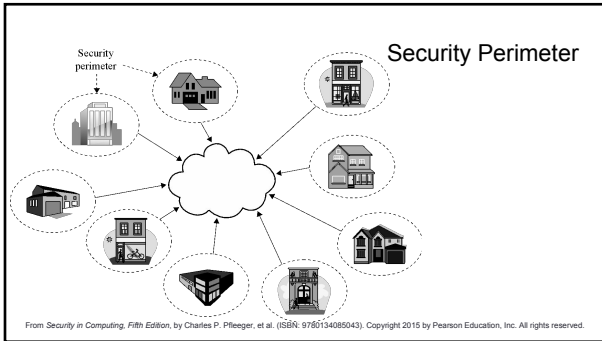 Security Perimeter
Security
perimeter
From Security in Computing, Fifth Edition, by Charles P. Pfleeger, et al. (ISBN: 9780134085043). Copyright 2015 by Pearson Education, Inc. All rights reserved.